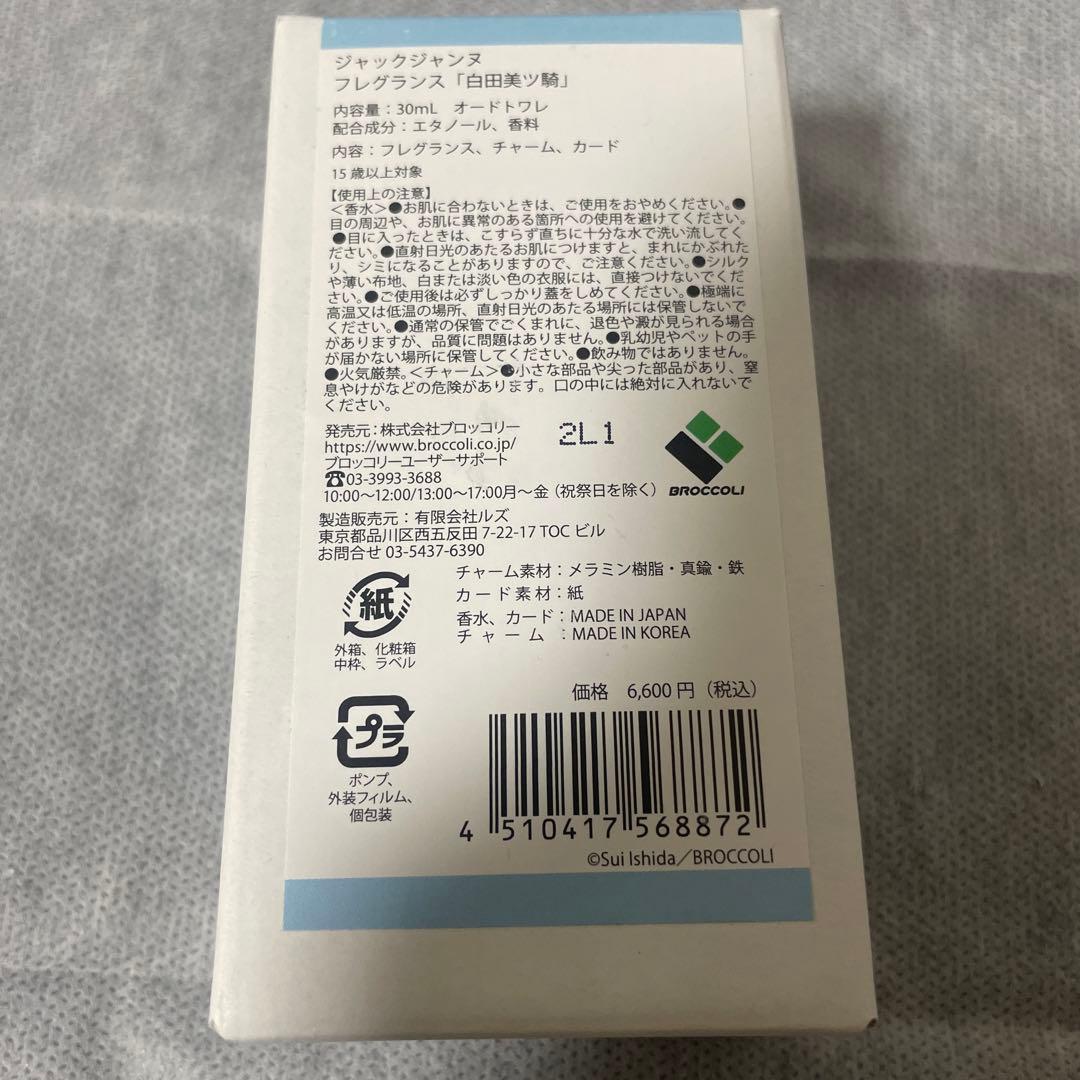 ジャックジャンヌ
フレグランス「白田美ツ騎」
内容量：30mL　オードトワレ
配合成分：エタノール、香料
内容：フレグランス、チャーム、カード
15 歳以上対象
【使用上の注意】
＜香水＞●お肌に合わないときは、ご使用をおやめください。●
目の周辺や、お肌に異常のある箇所への使用を避けてください。
●目に入ったときは、こすらず直ちに十分な水で洗い流してく
ださい。●直射日光のあたるお肌につけますと、まれにかぶれた
り、シミになることがありますので、ご注意ください。●シルク
や薄い布地、白または淡い色の衣服には、直接つけないでくだ
さい。●ご使用後は必ずしっかり蓋をしめてください。●極端に
高温又は低温の場所、直射日光のあたる場所には保管しないで
ください。●通常の保管でごくまれに、退色や澱が見られる場合
がありますが、品質に問題はありません。●乳幼児やペットの手
が届かない場所に保管してください。●飲み物ではありません。
●火気厳禁。＜チャーム＞●小さな部品や尖った部品があり、窒
息やけがなどの危険があります。口の中には絶対に入れないで
ください。
発売元：株式会社ブロッコリー
https://www.broccoli.co.jp/
ブロッコリーユーザーサポート
☎03-3993-3688
10:00〜12:00/13:00〜17:00月〜金（祝祭日を除く）
2L1
BROCCOLI
製造販売元：有限会社ルズ
東京都品川区西五反田 7-22-17 TOC ビル
お問合せ 03-5437-6390
チャーム素材：メラミン樹脂・真鍮・鉄
カード素材：紙
香水、カード：MADE IN JAPAN
チャーム　：MADE IN KOREA
紙
外箱、化粧箱
中枠、ラベル
プラ
ポンプ、
外装フィルム、
個包装
価格　6,600 円（税込）
4 510417 568872
©Sui Ishida／BROCCOLI